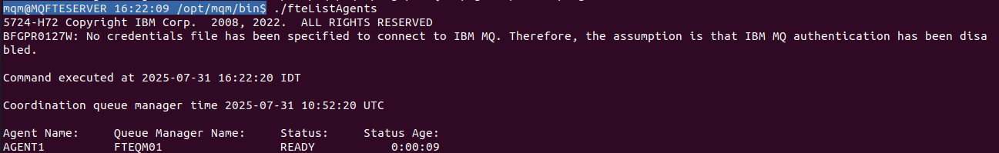 mqm@MQFTESERVER 16:22:09 /opt/mqm/bin$ ./fteListAgents
5724-H72 Copyright IBM Corp.  2008, 2022.  ALL RIGHTS RESERVED
BFGPR0127W: No credentials file has been specified to connect to IBM MQ. Therefore, the assumption is that IBM MQ authentication has been disa
bled.
Command executed at 2025-07-31 16:22:20 IDT
Coordination queue manager time 2025-07-31 10:52:20 UTC
Agent Name:     Queue Manager Name:     Status:     Status Age:
AGENT1          FTEQM01                 READY           0:00:09